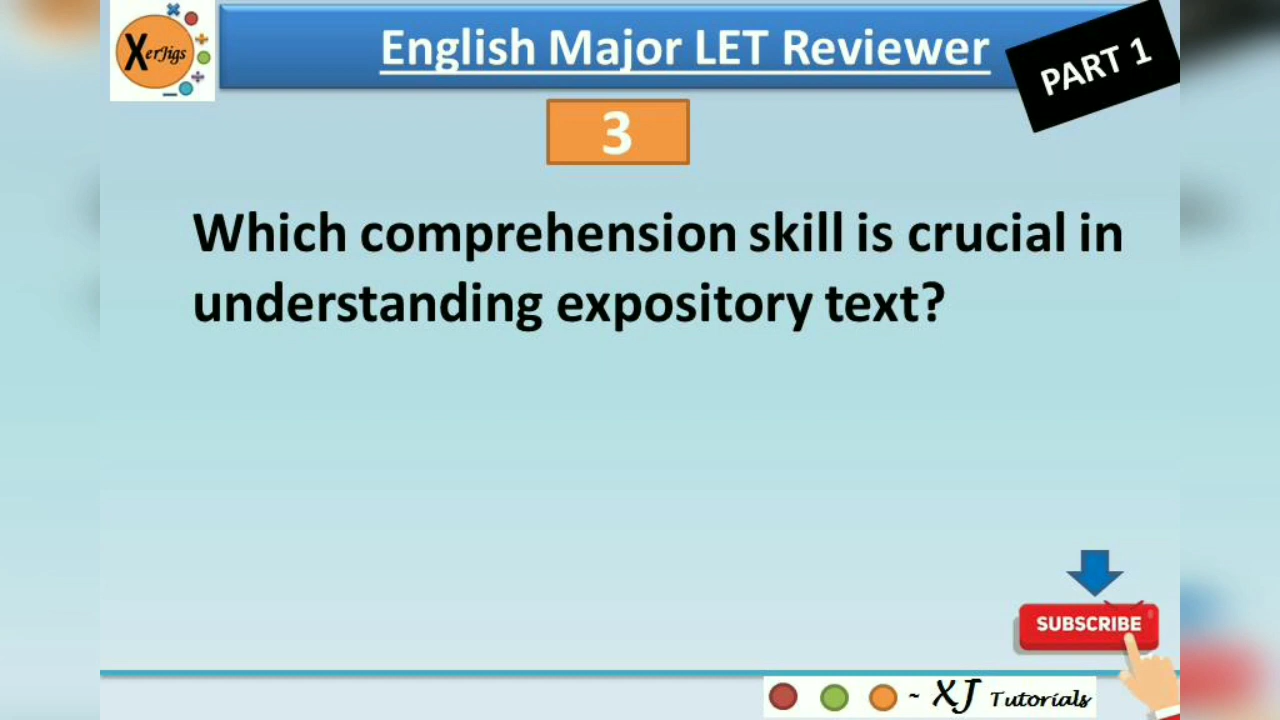 XerJigs
English Major LET Reviewer
PART 1
3
Which comprehension skill is crucial in
understanding expository text?
SUBSCRIBE
~ XJ Tutorials